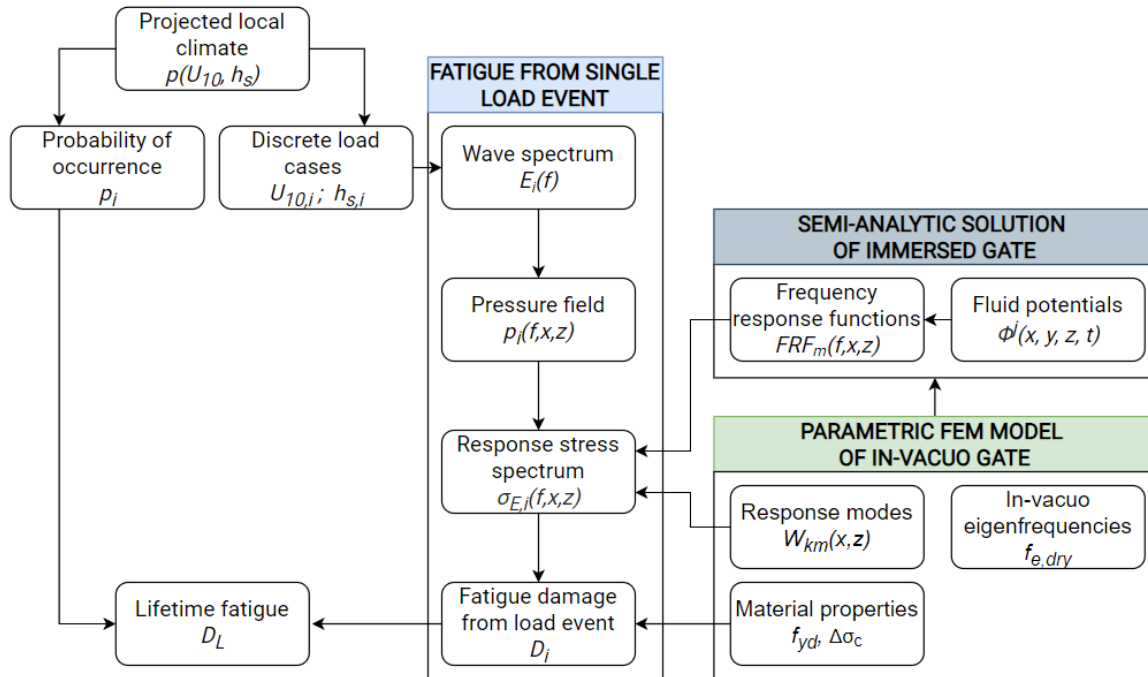 Projected local
climate
p(U10, hs)
Probability of
occurrence
pi
Discrete load
cases
U10,i ; hs,i
FATIGUE FROM SINGLE
LOAD EVENT
Wave spectrum
Ei(f)
Pressure field
pi(f,x,z)
Response stress
spectrum
σE,i(f,x,z)
Fatigue damage
from load event
Di
Lifetime fatigue
DL
SEMI-ANALYTIC SOLUTION
OF IMMERSED GATE
Frequency
response functions
FRFm(f,x,z)
Fluid potentials
Φj(x, y, z, t)
PARAMETRIC FEM MODEL
OF IN-VACUO GATE
Response modes
Wkm(x,z)
In-vacuo
eigenfrequencies
fe,dry
Material properties
fyd, Δσc